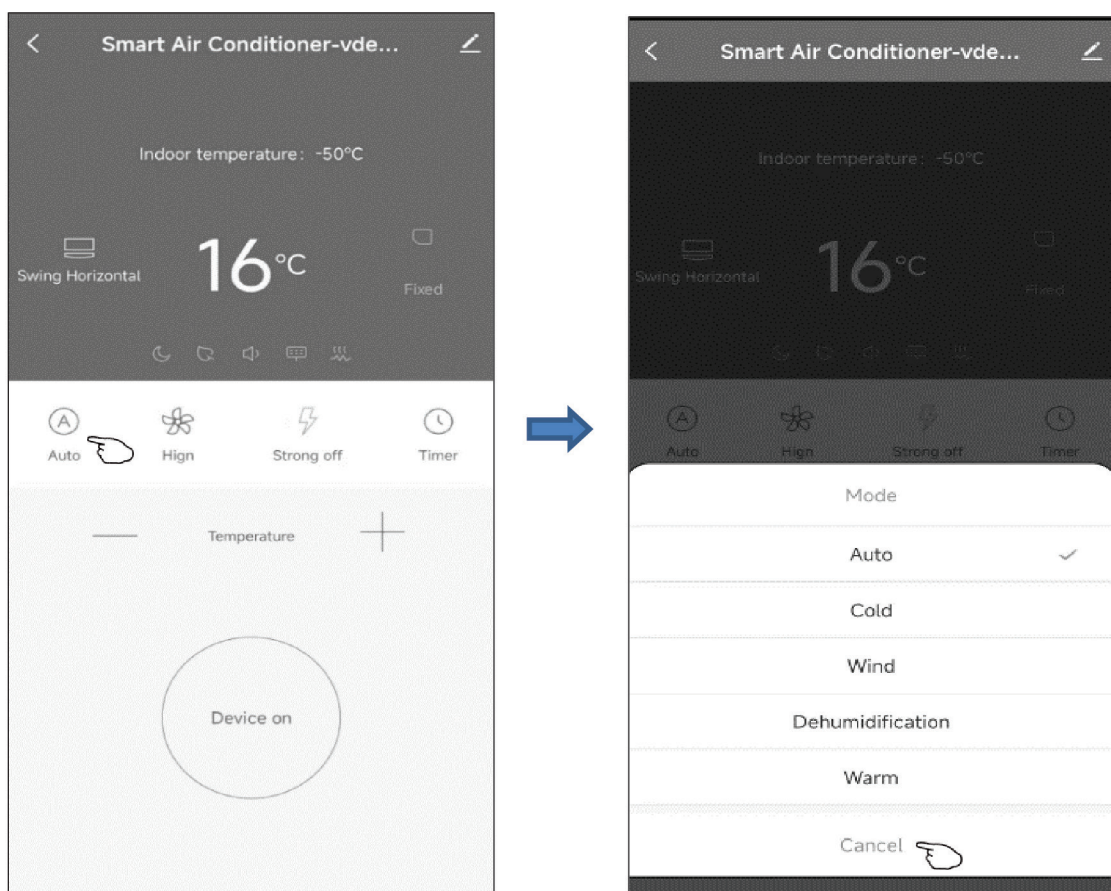 Smart Air Conditioner-vde...
Indoor temperature: -50°C
16°C
Swing Horizontal
Fixed
A
Auto
Hign
Strong off
Timer
Temperature
Device on
Smart Air Conditioner-vde...
Indoor temperature: -50°C
16°C
Swing Horizontal
Fixed
A
Auto
Hign
Strong off
Timer
Mode
Auto
Cold
Wind
Dehumidification
Warm
Cancel